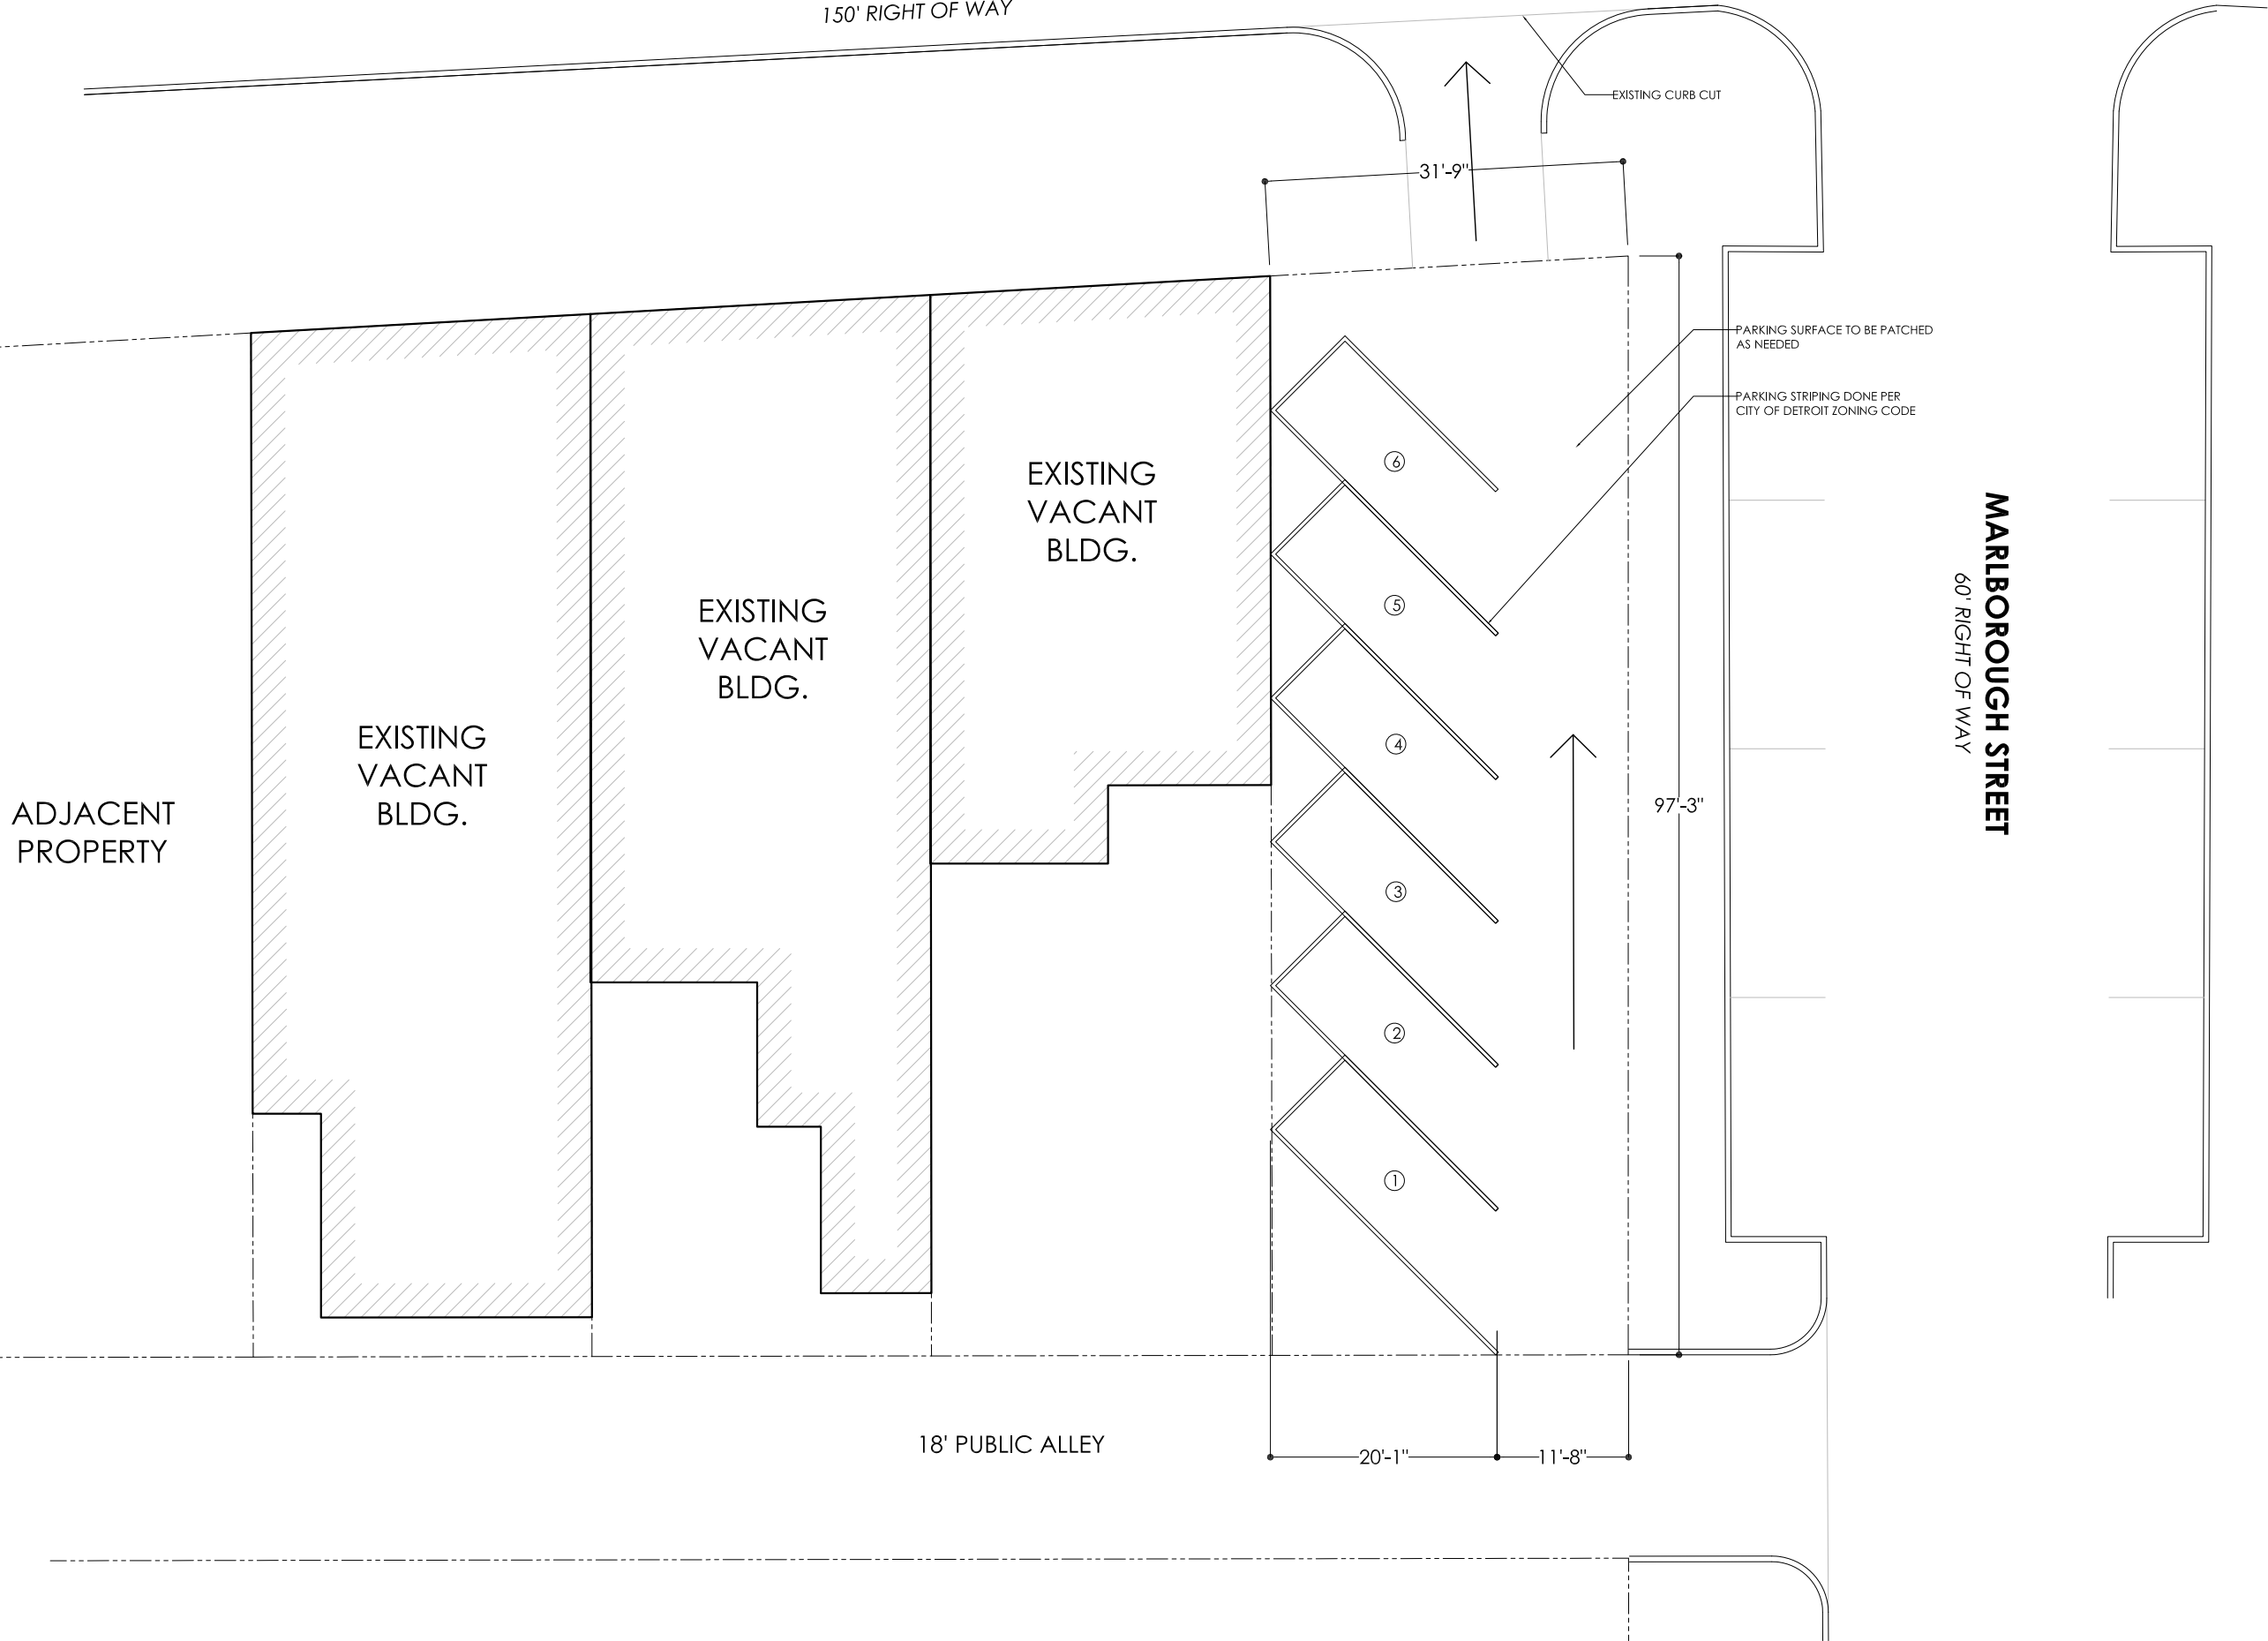 150' RIGHT OF WAY
EXISTING CURB CUT
31'-9"
PARKING SURFACE TO BE PATCHED
AS NEEDED
PARKING STRIPING DONE PER
CITY OF DETROIT ZONING CODE
EXISTING
VACANT
BLDG.
EXISTING
VACANT
BLDG.
EXISTING
VACANT
BLDG.
ADJACENT
PROPERTY
6
5
4
3
2
1
97'-3"
MARLBOROUGH STREET
60' RIGHT OF WAY
18' PUBLIC ALLEY
20'-1"
11'-8"